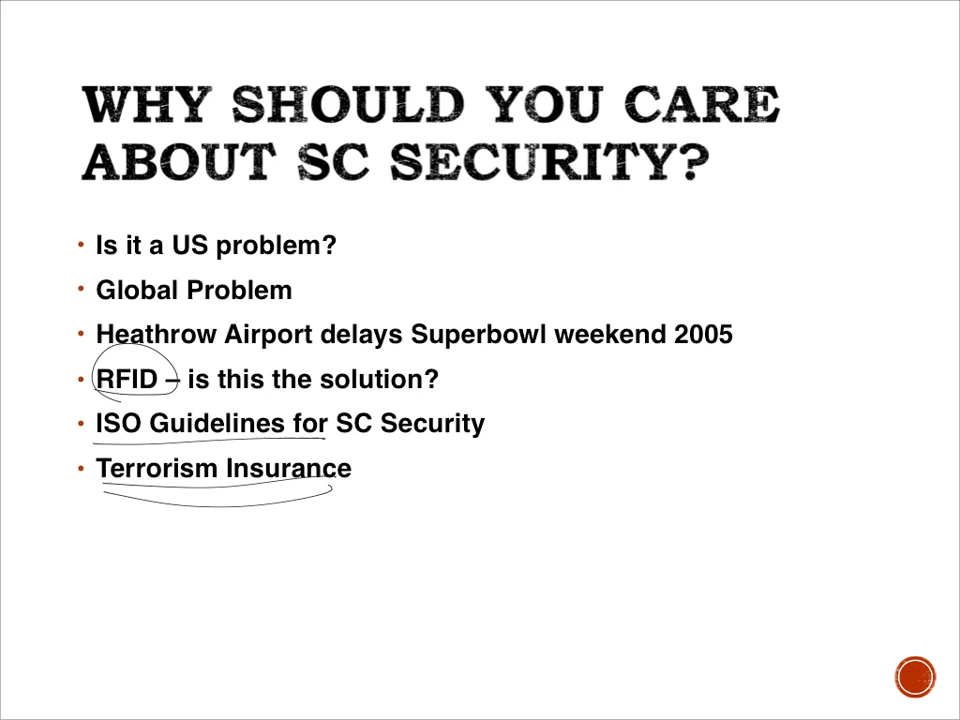 WHY SHOULD YOU CARE
ABOUT SC SECURITY?
• Is it a US problem?
• Global Problem
• Heathrow Airport delays Superbowl weekend 2005
• RFID – is this the solution?
• ISO Guidelines for SC Security
• Terrorism Insurance